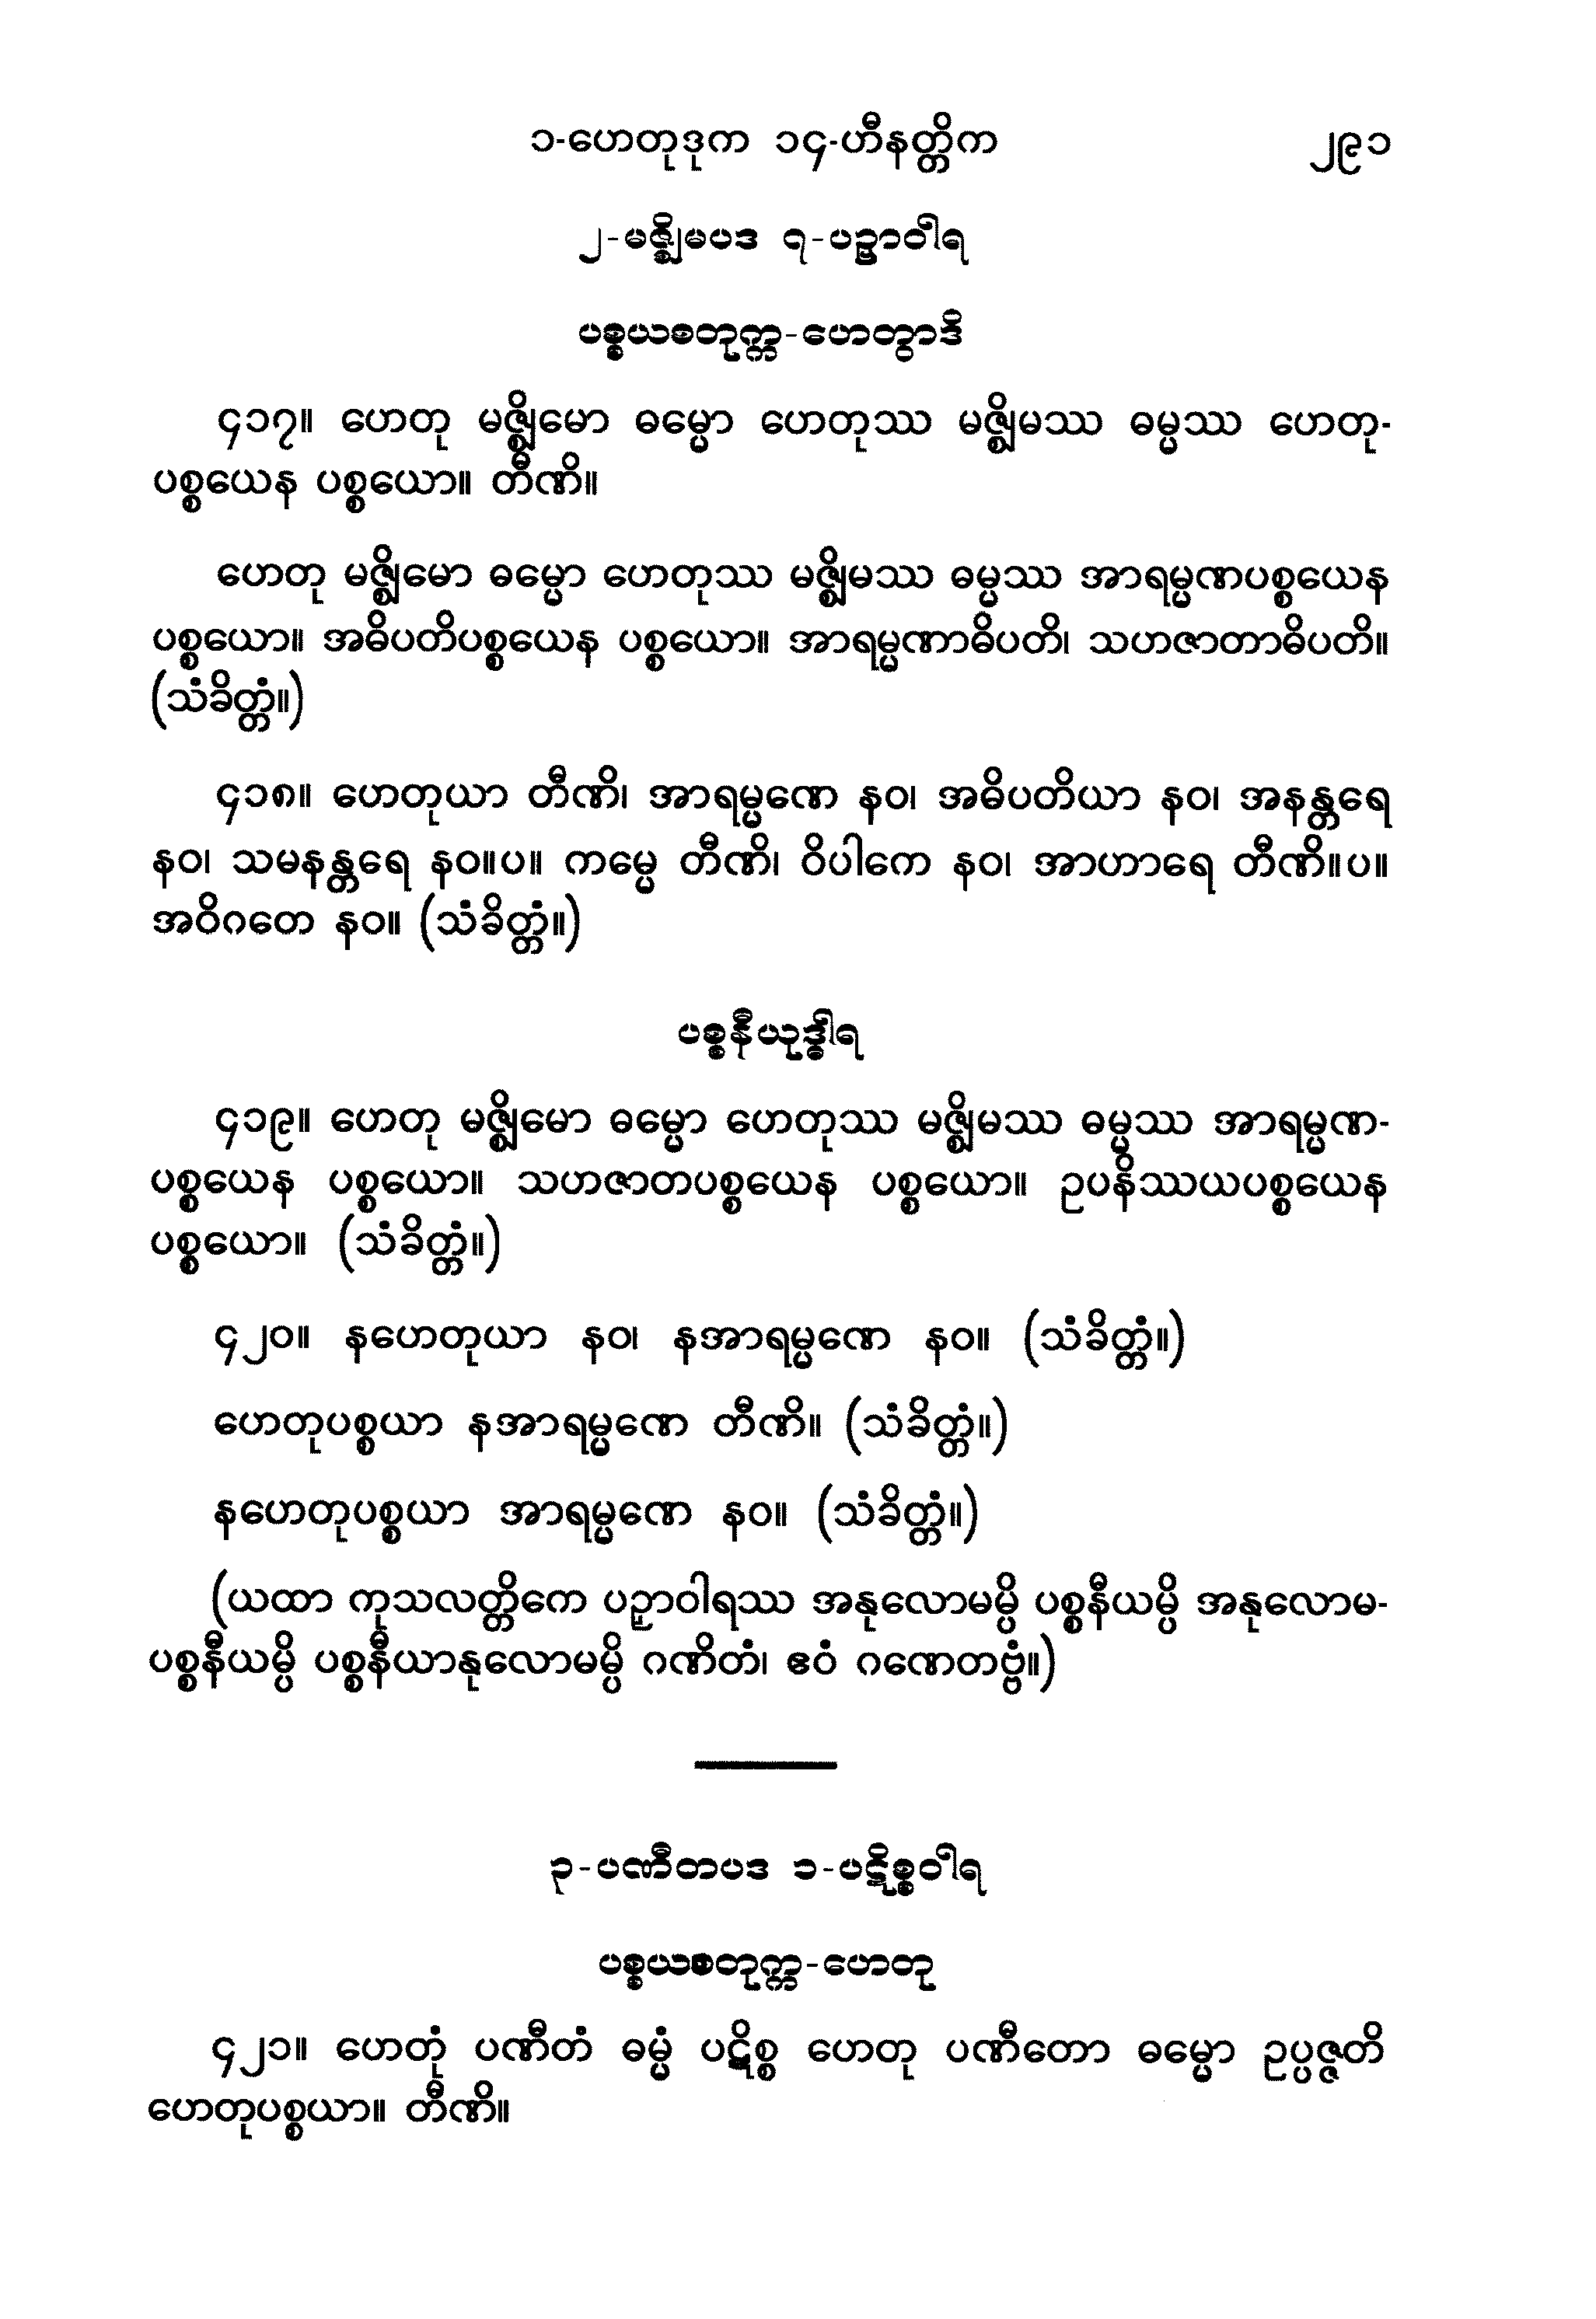 ၁-ဟေတုဒုက ၁၄-ဟီနတ္တိက ၂၉၁
၂-မဇ္ဈိမပဒ ၇-ပဉှာဝါရ
ပစ္စယစတုက္က-ဟေတွာဒိ
၄၁၇။ ဟေတု မဇ္ဈိမော ဓမ္မော ဟေတုဿ မဇ္ဈိမဿ ဓမ္မဿ ဟေတု-
ပစ္စယေန ပစ္စယော။ တီဏိ။
ဟေတု မဇ္ဈိမော ဓမ္မော ဟေတုဿ မဇ္ဈိမဿ ဓမ္မဿ အာရမ္မဏပစ္စယေန
ပစ္စယော။ အဓိပတိပစ္စယေန ပစ္စယော။ အာရမ္မဏာဓိပတိ၊ သဟဇာတာဓိပတိ။
(သံခိတ္တံ။)
၄၁၈။ ဟေတုယာ တီဏိ၊ အာရမ္မဏေ နဝ၊ အဓိပတိယာ နဝ၊ အနန္တရေ
နဝ၊ သမနန္တရေ နဝ။ပ။ ကမ္မေ တီဏိ၊ ဝိပါကေ နဝ၊ အာဟာရေ တီဏိ။ပ။
အဝိဂတေ နဝ။ (သံခိတ္တံ။)
ပစ္စနီယုဒ္ဓါရ
၄၁၉။ ဟေတု မဇ္ဈိမော ဓမ္မော ဟေတုဿ မဇ္ဈိမဿ ဓမ္မဿ အာရမ္မဏ-
ပစ္စယေန ပစ္စယော။ သဟဇာတပစ္စယေန ပစ္စယော။ ဥပနိဿယပစ္စယေန
ပစ္စယော။ (သံခိတ္တံ။)
၄၂၀။ နဟေတုယာ နဝ၊ နအာရမ္မဏေ နဝ။ (သံခိတ္တံ။)
ဟေတုပစ္စယာ နအာရမ္မဏေ တီဏိ။ (သံခိတ္တံ။)
နဟေတုပစ္စယာ အာရမ္မဏေ နဝ။ (သံခိတ္တံ။)
(ယထာ ကုသလတ္တိကေ ပဉှာဝါရဿ အနုလောမမ္ပိ ပစ္စနီယမ္ပိ အနုလောမ-
ပစ္စနီယမ္ပိ ပစ္စနီယာနုလောမမ္ပိ ဂဏိတံ၊ ဧဝံ ဂဏေတဗ္ဗံ။)
၃-ပဏီတပဒ ၁-ပဋိစ္စဝါရ
ပစ္စယစတုက္က-ဟေတု
၄၂၁။ ဟေတုံ ပဏီတံ ဓမ္မံ ပဋိစ္စ ဟေတု ပဏီတော ဓမ္မော ဥပ္ပဇ္ဇတိ
ဟေတုပစ္စယာ။ တီဏိ။